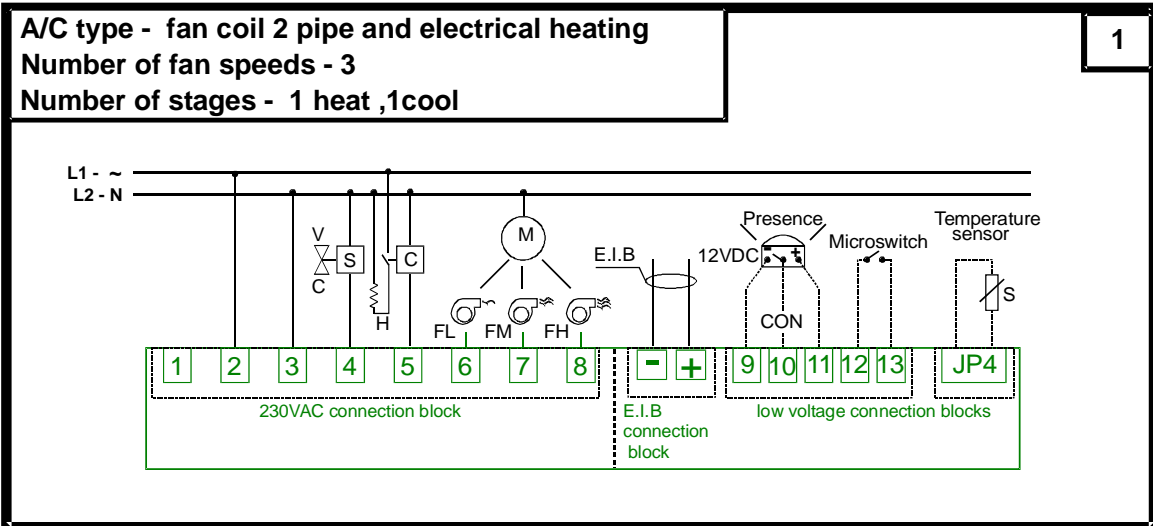 A/C type - fan coil 2 pipe and electrical heating
Number of fan speeds - 3
Number of stages - 1 heat ,1cool
1
L1 - ~
L2 - N
V
C
S
H
C
M
FL
FM
FH
E.I.B
Presence
12VDC
- +
CON
Microswitch
Temperature
sensor
S
1 2 3 4 5 6 7 8 - + 9 10 11 12 13 JP4
230VAC connection block
E.I.B
connection
block
low voltage connection blocks